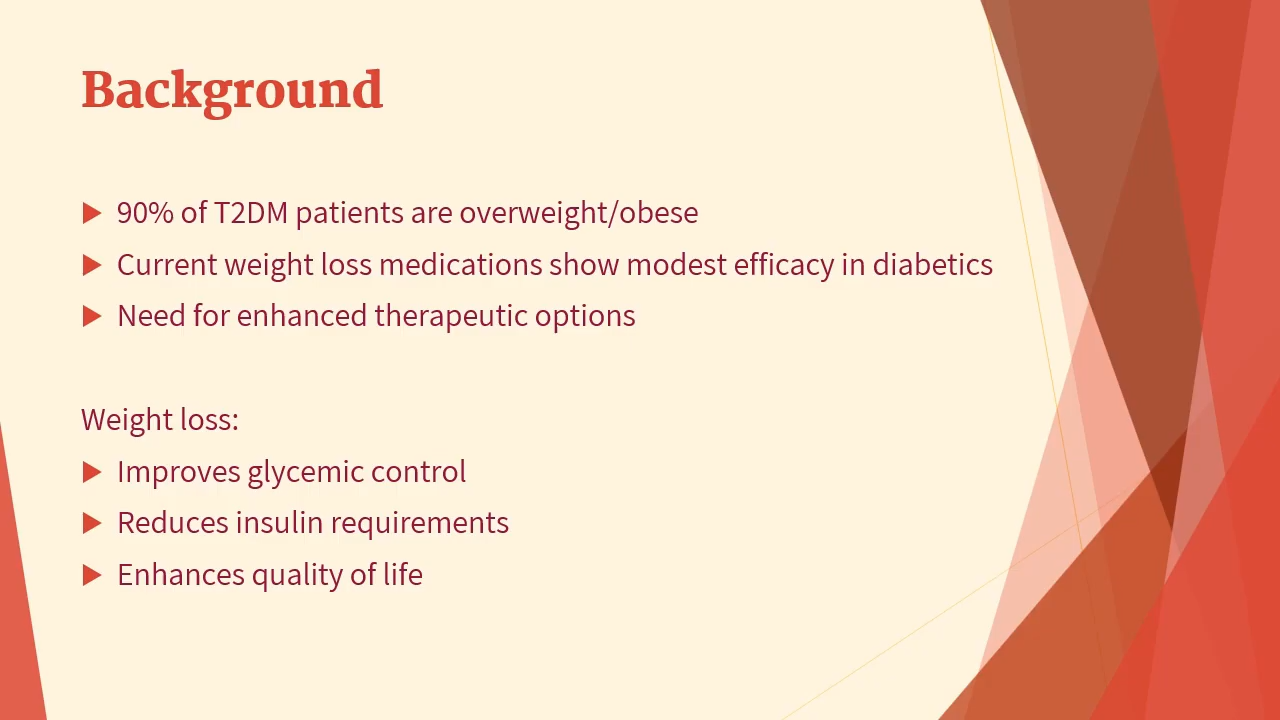 Background
90% of T2DM patients are overweight/obese
Current weight loss medications show modest efficacy in diabetics
Need for enhanced therapeutic options
Weight loss:
Improves glycemic control
Reduces insulin requirements
Enhances quality of life